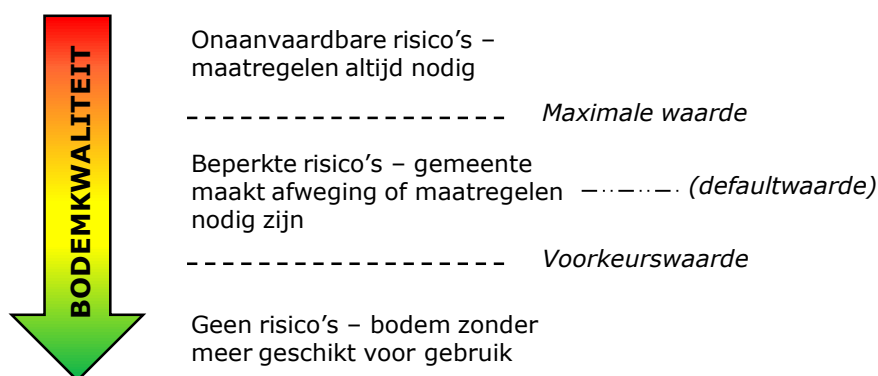 BODEMKWALITEIT
Onaanvaardbare risico's –
maatregelen altijd nodig
Maximale waarde
Beperkte risico's – gemeente
maakt afweging of maatregelen
nodig zijn
(defaultwaarde)
Voorkeurswaarde
Geen risico's – bodem zonder
meer geschikt voor gebruik